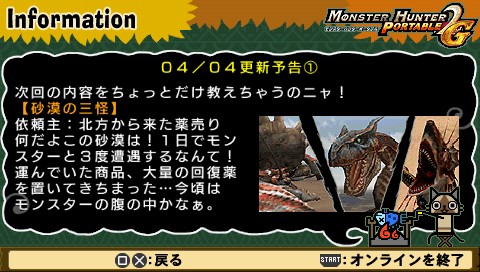 Information
MONSTER HUNTER
PORTABLE 2
G
04／04更新予告①
次回の内容をちょっとだけ教えちゃうのニャ！
【砂漠の三怪】
依頼主：北方から来た薬売り
何だよこの砂漠は！１日でモン
スターと３度遭遇するなんて！
運んでいた商品、大量の回復薬
を置いてきちまった…今頃は
モンスターの腹の中かなぁ。
□×：戻る
START：オンラインを終了